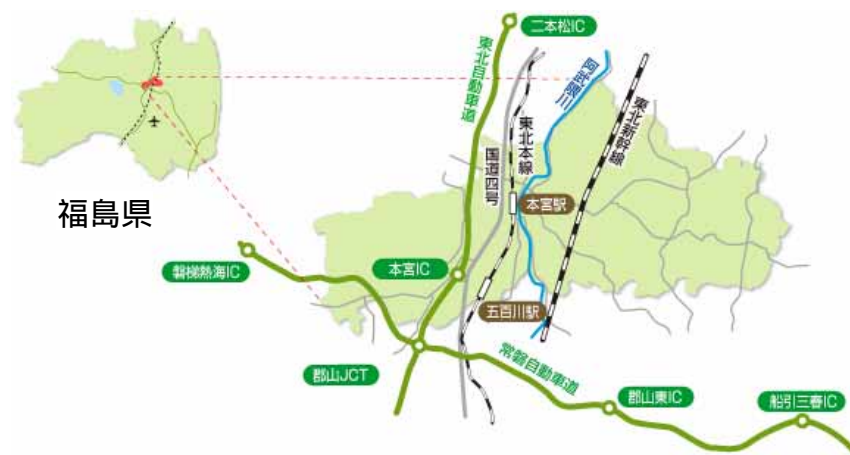 二本松IC
東北自動車道
阿武隈川
東北新幹線
東北本線
国道四号
福島県
本宮駅
磐梯熱海IC
本宮IC
五百川駅
郡山JCT
常磐自動車道
郡山東IC
船引三春IC